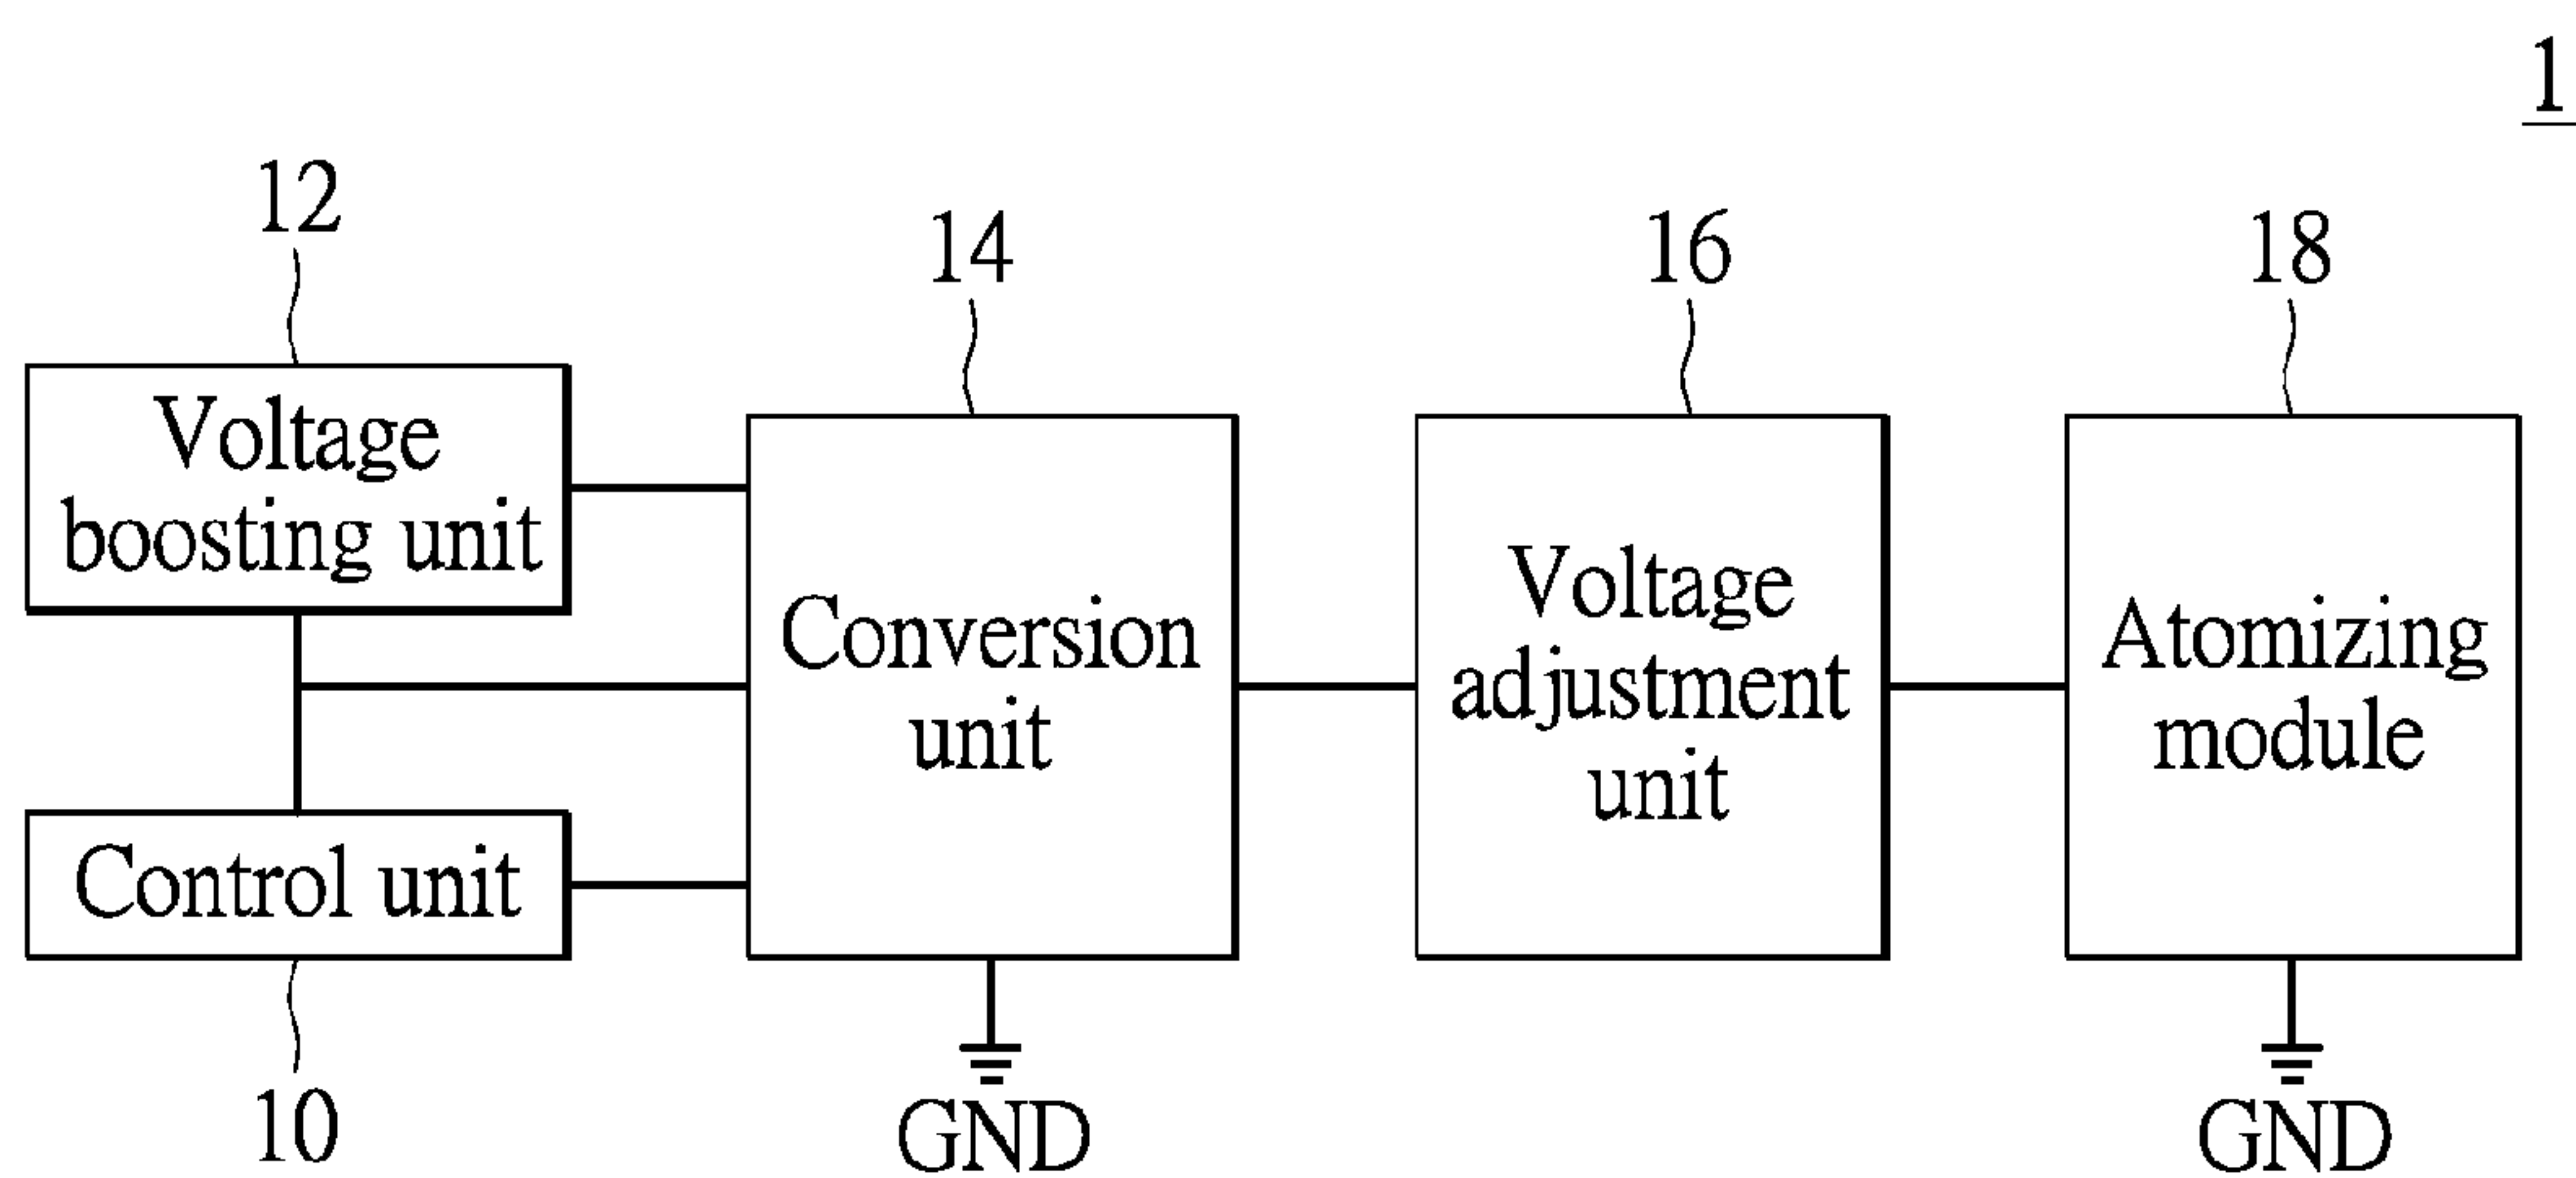 1
12
14
16
18
Voltage
boosting unit
Conversion
unit
Voltage
adjustment
unit
Atomizing
module
Control unit
10
GND
GND